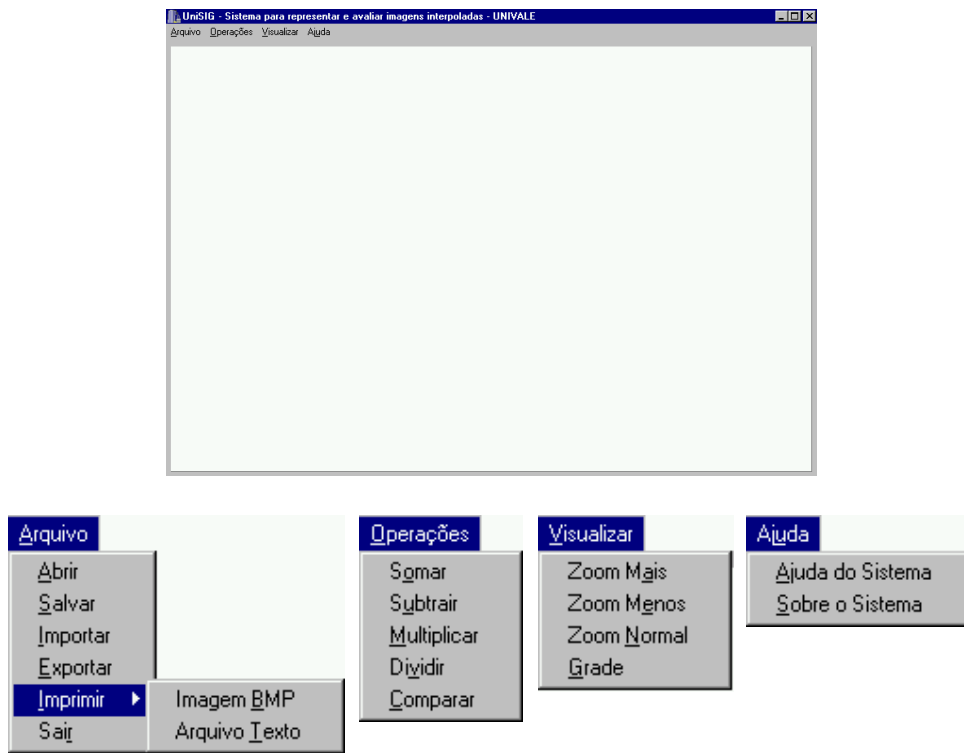 UniSIG - Sistema para representar e avaliar imagens interpoladas - UNIVALE
Arquivo Operações Visualizar Ajuda
Arquivo
Abrir
Salvar
Importar
Exportar
Imprimir
Sair
Imagem BMP
Arquivo Texto
Operações
Somar
Subtrair
Multiplicar
Dividir
Comparar
Visualizar
Zoom Mais
Zoom Menos
Zoom Normal
Grade
Ajuda
Ajuda do Sistema
Sobre o Sistema